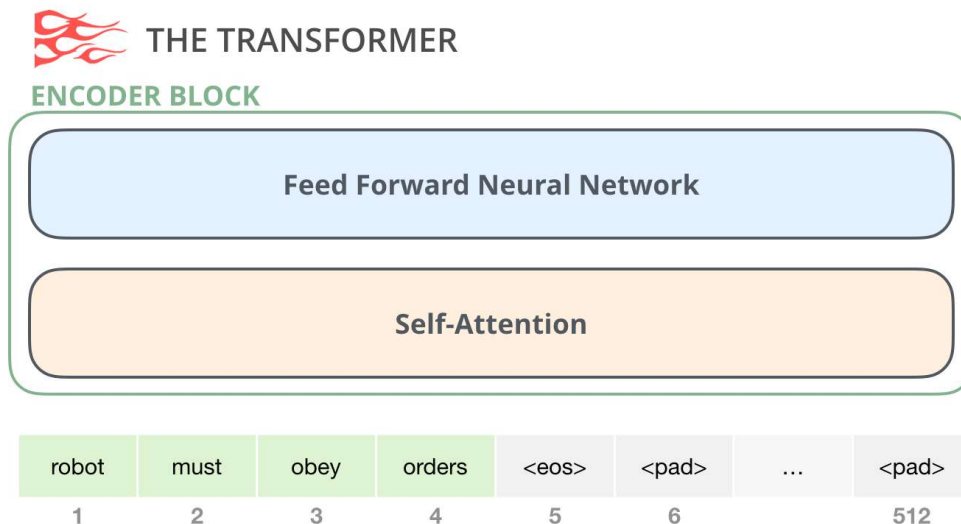 THE TRANSFORMER
ENCODER BLOCK
Feed Forward Neural Network
Self-Attention
robot must obey orders <eos> <pad> ... <pad>
1 2 3 4 5 6 512